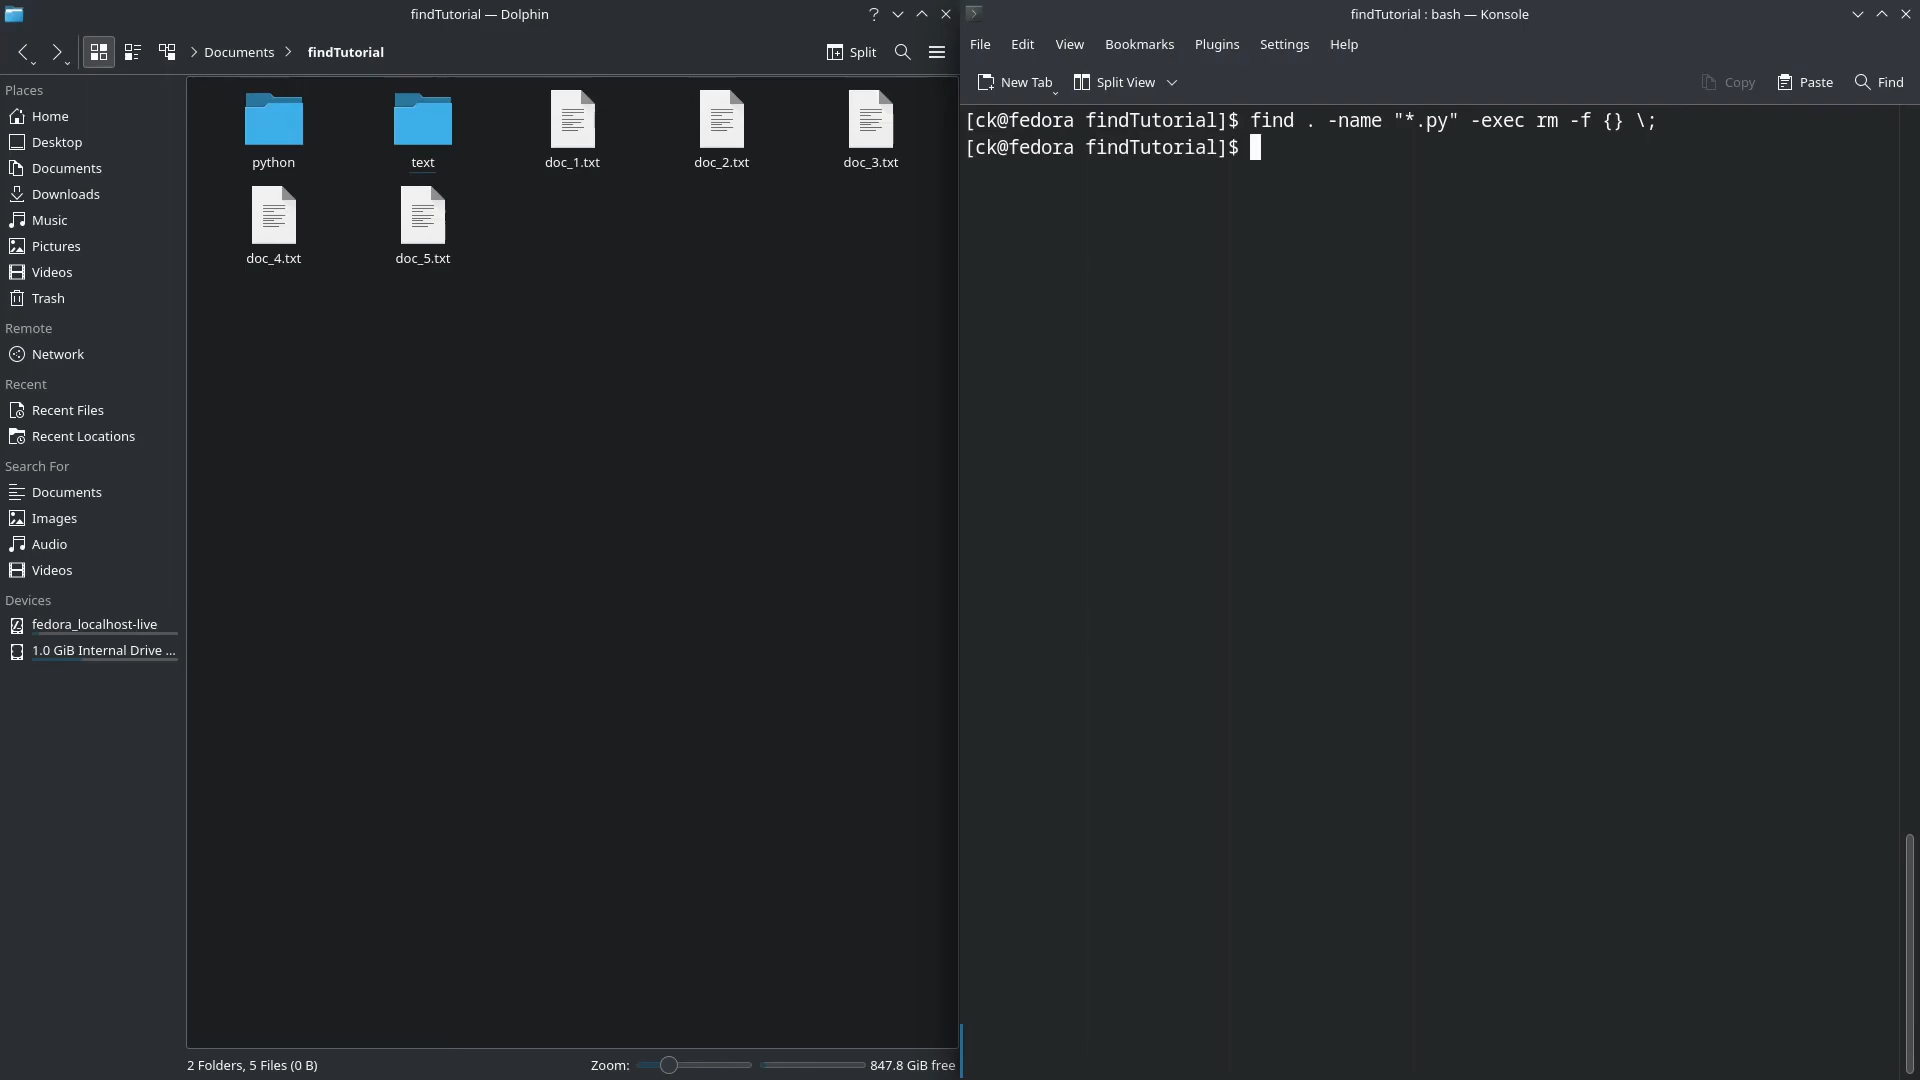 findTutorial — Dolphin
Documents
findTutorial
Split
Places
Home
Desktop
Documents
Downloads
Music
Pictures
Videos
Trash
Remote
Network
Recent
Recent Files
Recent Locations
Search For
Documents
Images
Audio
Videos
Devices
fedora_localhost-live
1.0 GiB Internal Drive ...
python
text
doc_1.txt
doc_2.txt
doc_3.txt
doc_4.txt
doc_5.txt
2 Folders, 5 Files (0 B)
Zoom:
847.8 GiB free
findTutorial : bash — Konsole
File Edit View Bookmarks Plugins Settings Help
New Tab Split View Copy Paste Find
[ck@fedora findTutorial]$ find . -name "*.py" -exec rm -f {} \;
[ck@fedora findTutorial]$